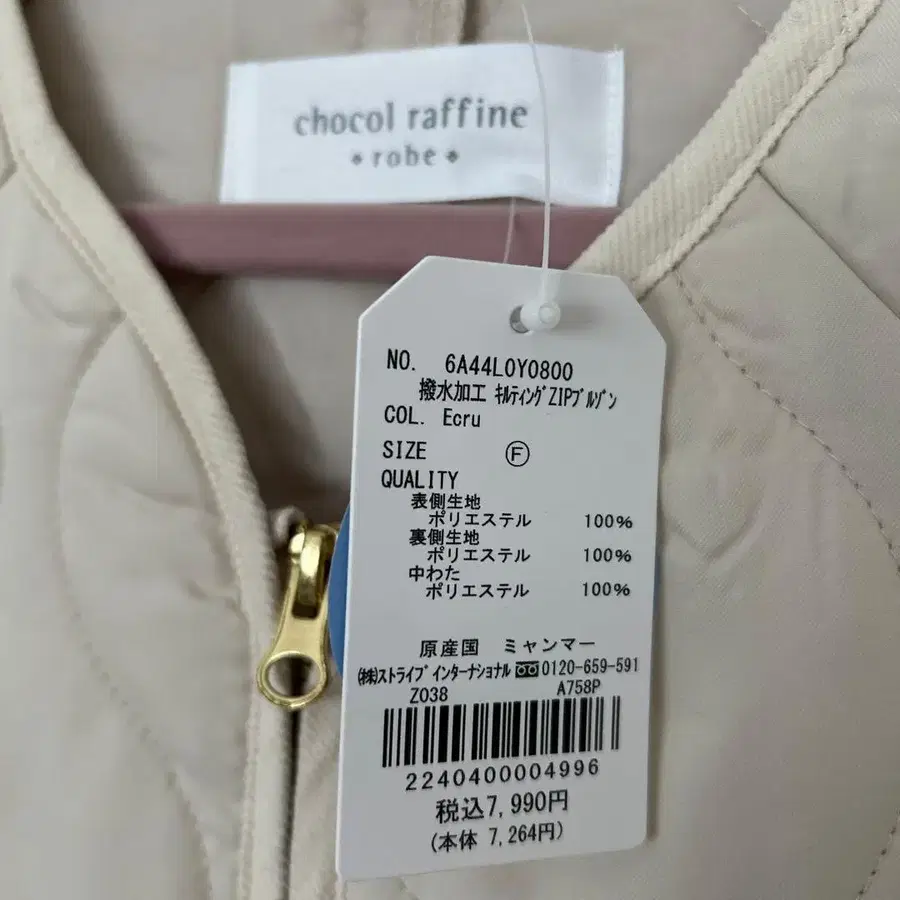 chocol raffine
robe
NO. 6A44L0Y0800
撥水加工 ｷﾙﾃｨﾝｸﾞZIPﾌﾞﾙｿﾞﾝ
COL. Ecru
SIZE Ⓕ
QUALITY
表側生地
ポリエステル 100%
裏側生地
ポリエステル 100%
中わた
ポリエステル 100%
原産国 ミャンマー
㈱ストライプインターナショナル 0120-659-591
Z038 A758P
2240400004996
税込7,990円
(本体 7,264円)